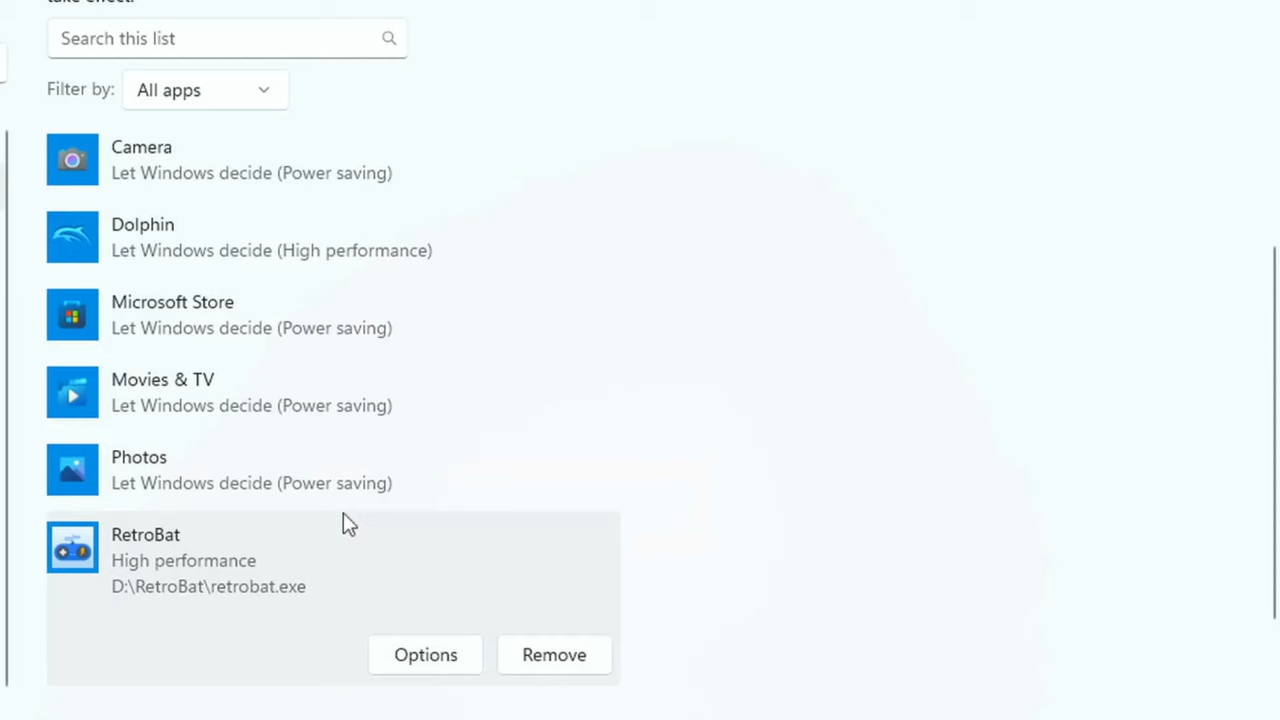 take effect.
Search this list
Filter by: All apps
Camera
Let Windows decide (Power saving)
Dolphin
Let Windows decide (High performance)
Microsoft Store
Let Windows decide (Power saving)
Movies & TV
Let Windows decide (Power saving)
Photos
Let Windows decide (Power saving)
RetroBat
High performance
D:\RetroBat\retrobat.exe
Options Remove